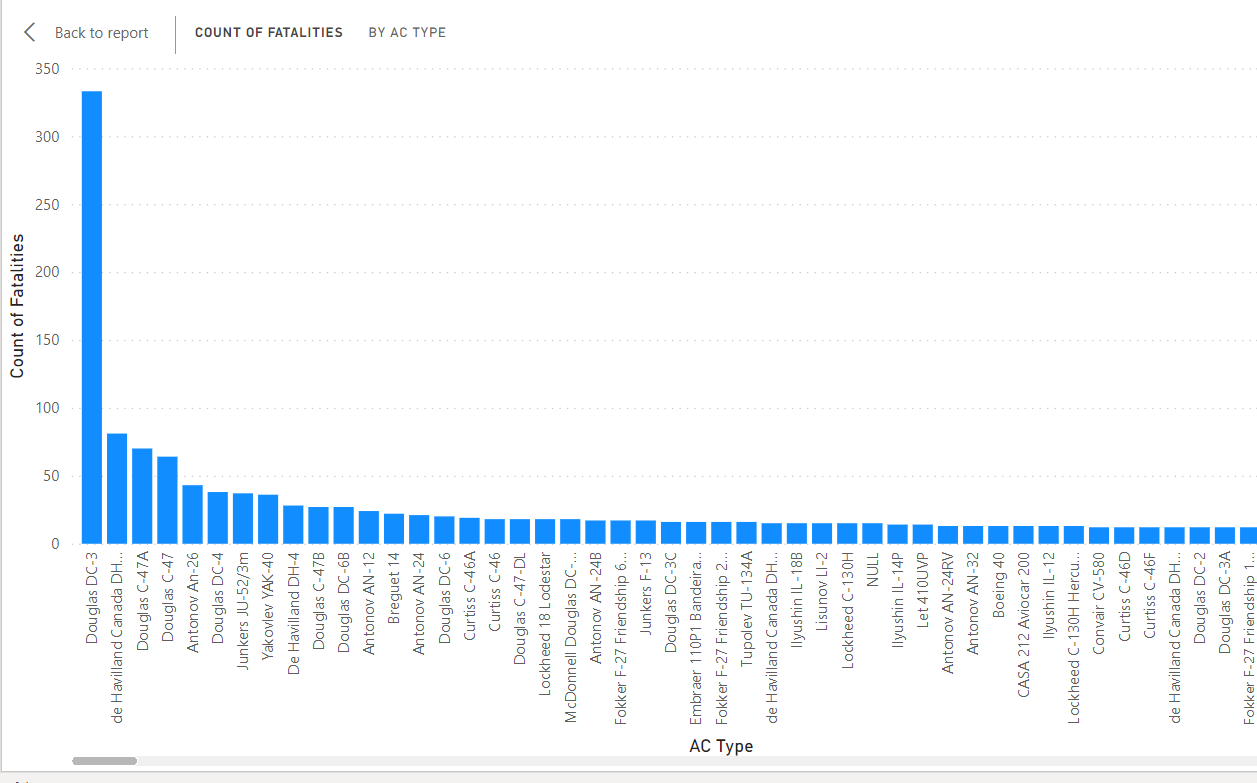 Back to report
COUNT OF FATALITIES
BY AC TYPE
350
300
250
200
150
100
50
0
Count of Fatalities
Douglas DC-3
de Havilland Canada DH...
Douglas C-47A
Douglas C-47
Antonov An-26
Douglas DC-4
Junkers JU-52/3m
Yakovlev YAK-40
De Havilland DH-4
Douglas C-47B
Douglas DC-6B
Antonov AN-12
Breguet 14
Antonov AN-24
Douglas DC-6
Curtiss C-46A
Curtiss C-46
Douglas C-47-DL
Lockheed 18 Lodestar
McDonnell Douglas DC-...
Antonov AN-24B
Fokker F-27 Friendship 6...
Junkers F-13
Douglas DC-3C
Embraer 110P1 Bandeira...
Fokker F-27 Friendship 2...
Tupolev TU-134A
de Havilland Canada DH...
Ilyushin IL-18B
Lisunov LI-2
Lockheed C-130H
NULL
Ilyushin IL-14P
Let 410UVP
Antonov AN-24RV
Antonov AN-32
Boeing 40
CASA 212 Aviocar 200
Ilyushin IL-12
Lockheed C-130H Hercu...
Convair CV-580
Curtiss C-46D
Curtiss C-46F
de Havilland Canada DH...
Douglas DC-2
Douglas DC-3A
Fokker F-27 Friendship 1...
AC Type